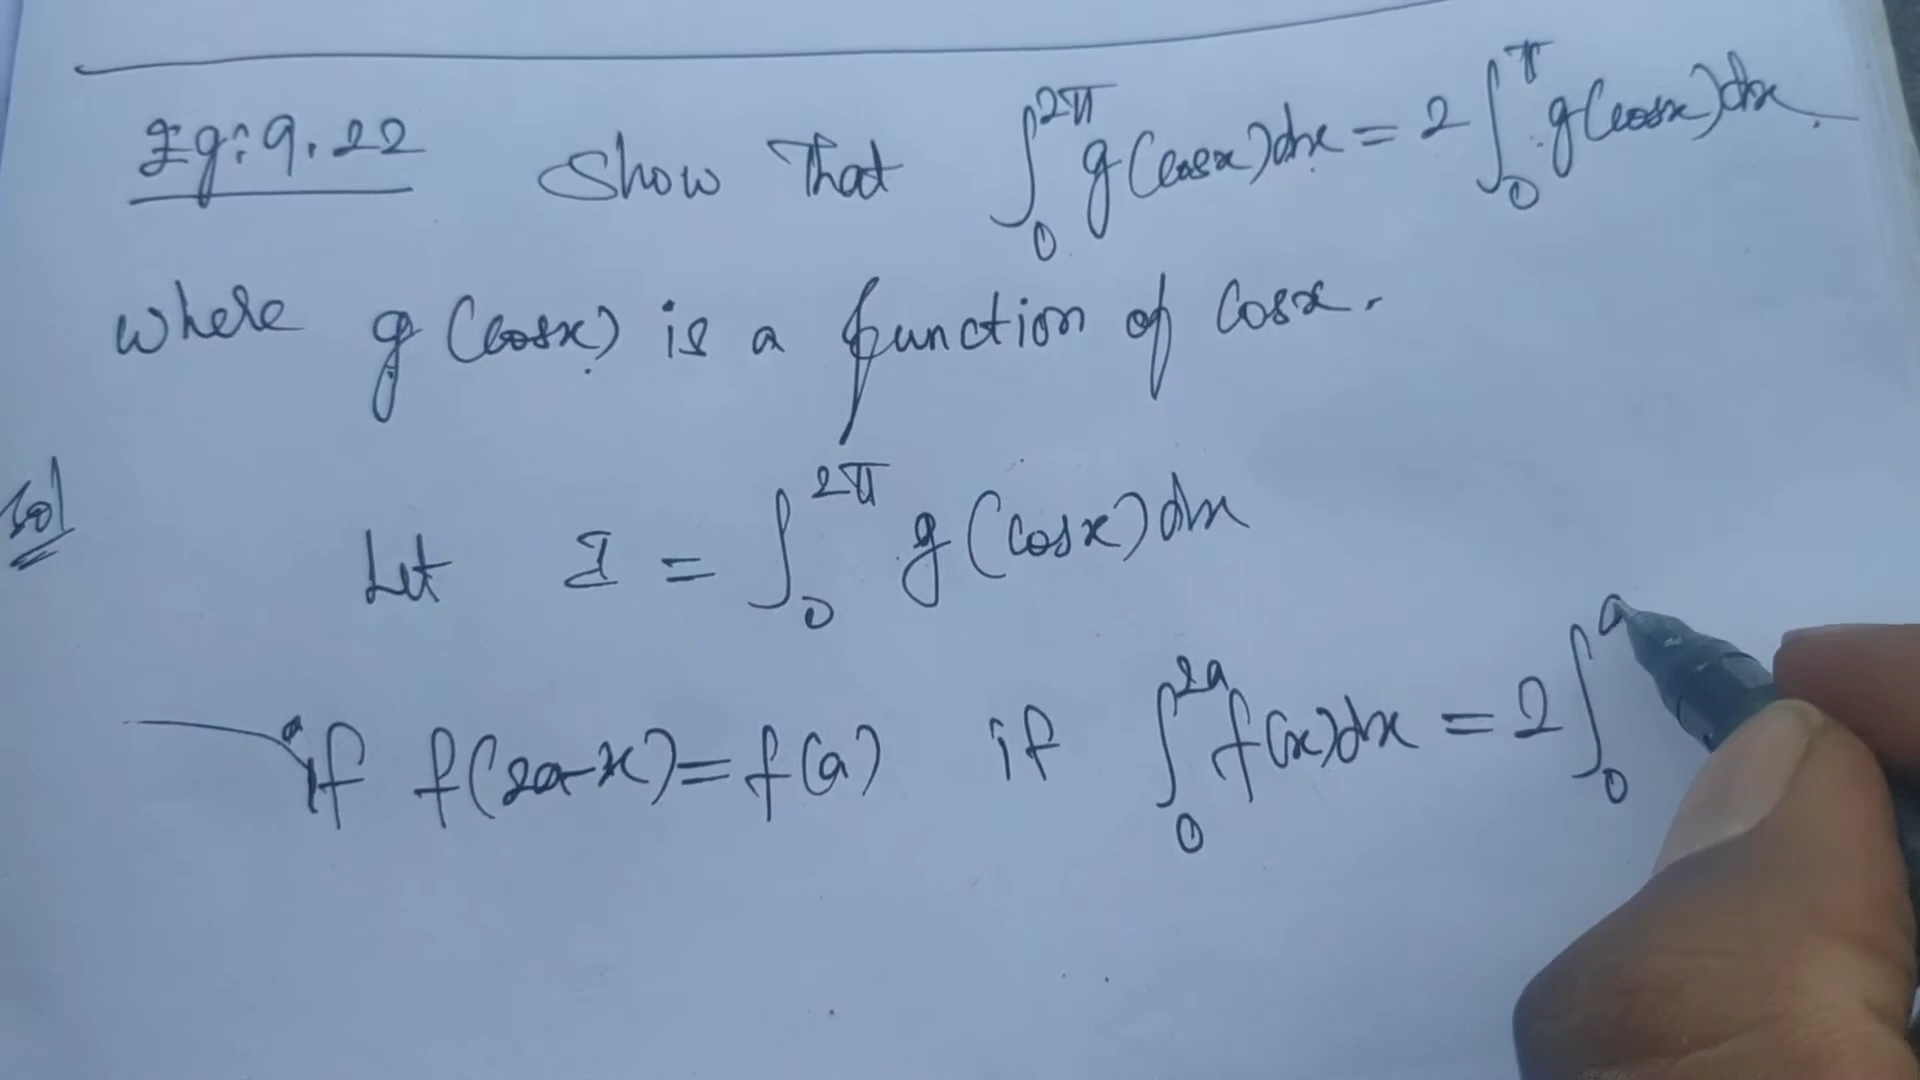 Eg: 9.22 Show That ∫₀^2π g(cosx)dx = 2 ∫₀^π g(cosx)dx.
where g(cosx) is a function of cosx.
Sol
Let I = ∫₀^2π g(cosx)dx
if f(2a-x)=f(a) if ∫₀^2a f(x)dx = 2 ∫₀^a